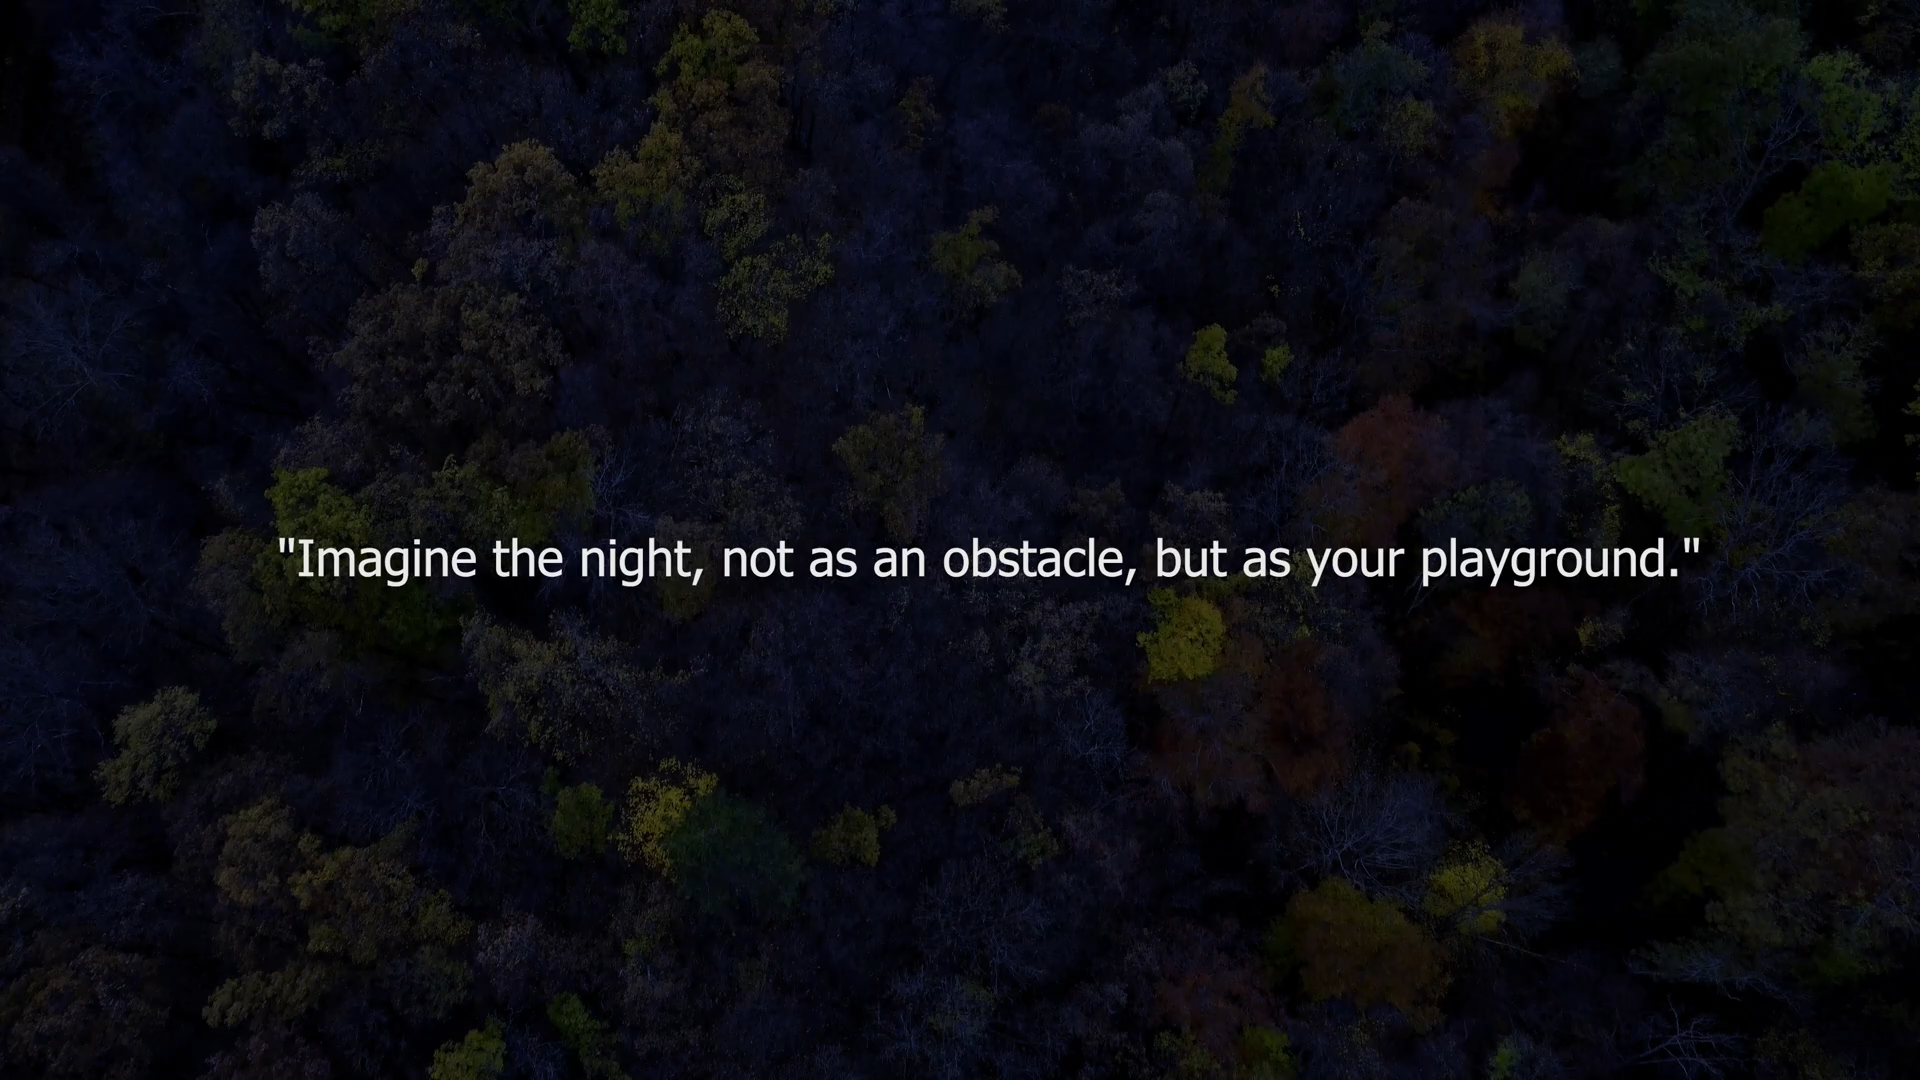 "Imagine the night, not as an obstacle, but as your playground."